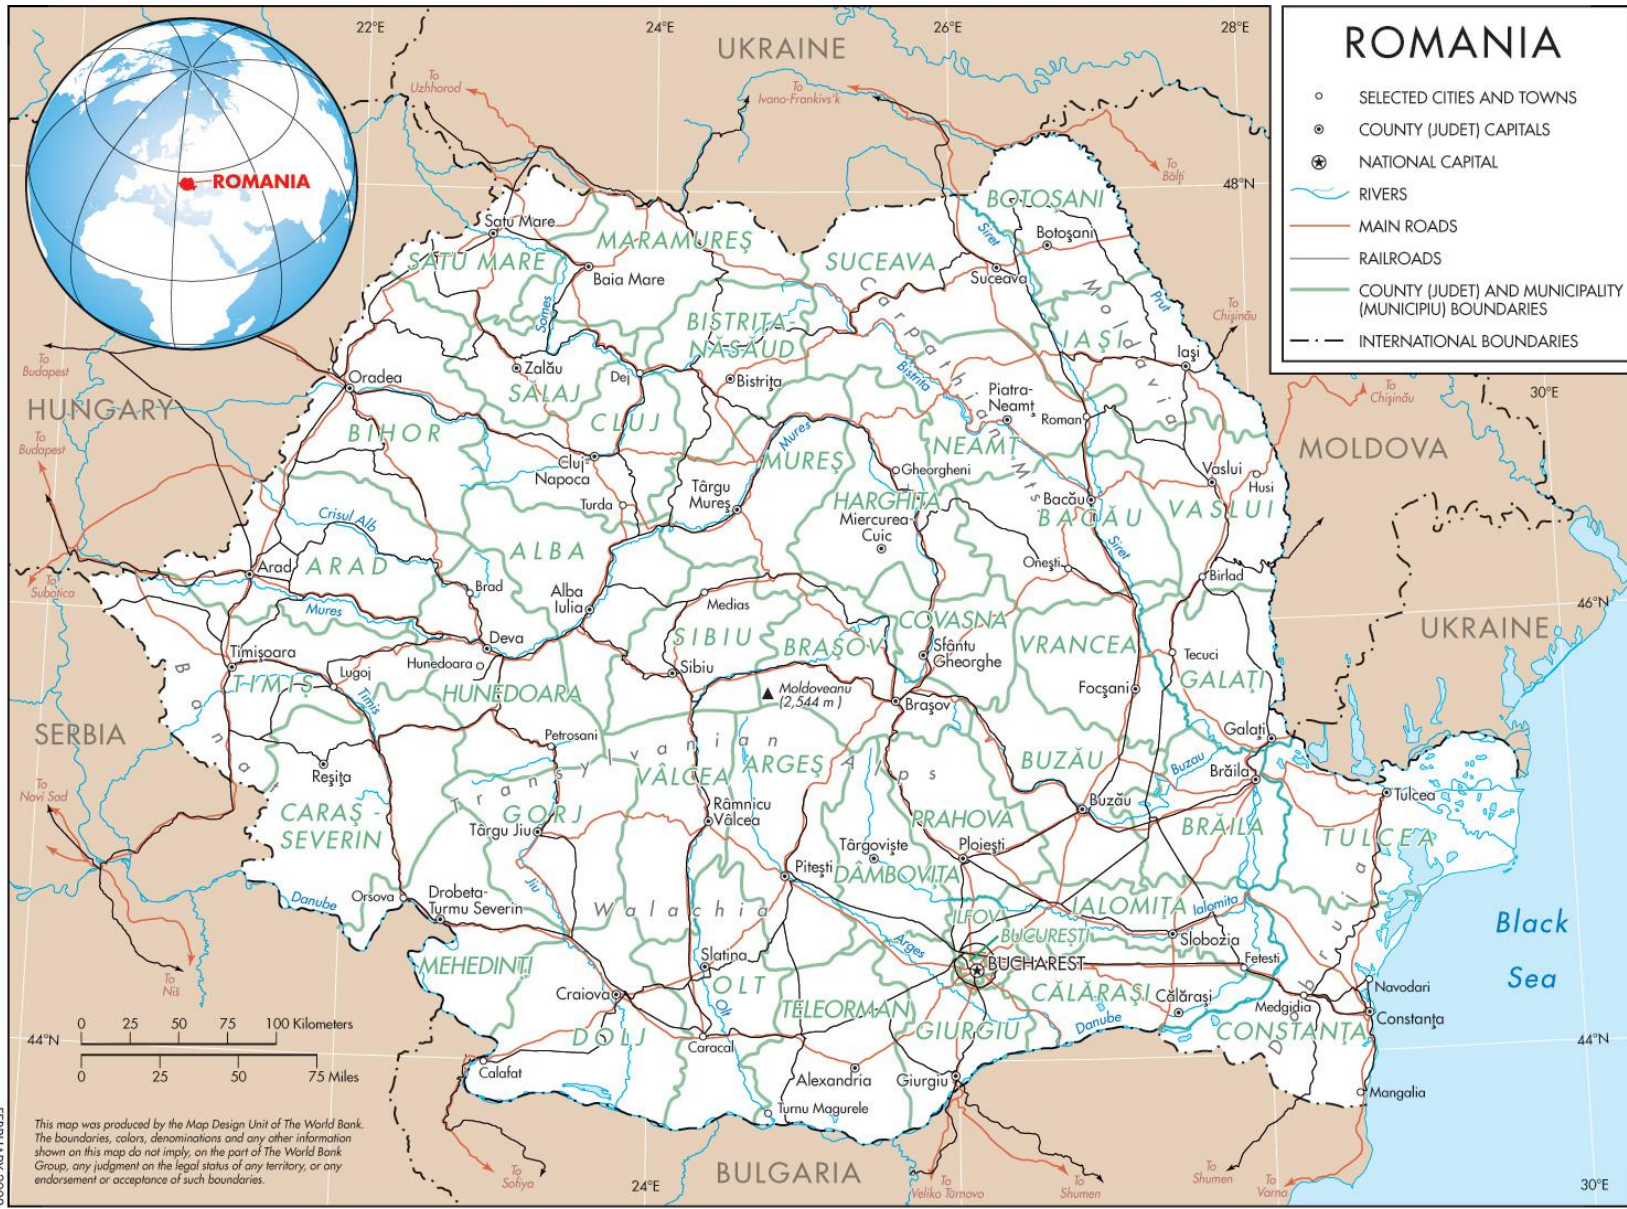 ROMANIA
SELECTED CITIES AND TOWNS
COUNTY (JUDET) CAPITALS
NATIONAL CAPITAL
RIVERS
MAIN ROADS
RAILROADS
COUNTY (JUDET) AND MUNICIPALITY
(MUNICIPIU) BOUNDARIES
INTERNATIONAL BOUNDARIES
ROMANIA
22°E
24°E
26°E
28°E
48°N
30°E
46°N
44°N
44°N
24°E
30°E
UKRAINE
HUNGARY
SERBIA
BULGARIA
MOLDOVA
UKRAINE
Black
Sea
To
Uzhhorod
To
Ivano-Frankivs'k
To
Bălţi
To
Chişinău
To
Chişinău
To
Budapest
To
Budapest
To
Subotica
To
Novi Sad
To
Niš
To
Sofiya
To
Veliko Tŭrnovo
To
Shumen
To
Shumen
To
Varna
BOTOŞANI
Botoşani
Siret
SUCEAVA
Suceava
Satu Mare
SATU MARE
MARAMUREŞ
Baia Mare
Somes
BISTRIŢA-
NĂSĂUD
Bistriţa
Zalău
SĂLAJ
Dej
CLUJ
Cluj-
Napoca
Turda
Oradea
BIHOR
Carpathian Mts
Moldavia
Prut
IAŞI
Iaşi
Bistrita
Piatra-
Neamţ
Roman
NEAMŢ
Mures
MUREŞ
Târgu
Mureş
Gheorgheni
HARGHITA
Miercurea-
Cuic
Bacău
BACĂU
Siret
Oneşti
Vaslui
Husi
VASLUI
Birlad
Crisul Alb
ARAD
Arad
Brad
Mures
ALBA
Alba
Iulia
Medias
SIBIU
Sibiu
BRAŞOV
Braşov
COVASNA
Sfântu
Gheorghe
VRANCEA
Focşani
Tecuci
GALAŢI
Galaţi
Deva
Hunedoara
HUNEDOARA
Timişoara
TIMIŞ
Lugoj
Timis
Banat
Moldoveanu
(2,544 m )
Petrosani
Reşiţa
CARAŞ -
SEVERIN
Transylvanian Alps
VÂLCEA
ARGEŞ
GORJ
Târgu Jiu
Râmnicu
Vâlcea
Jiu
BUZĂU
Buzau
Buzău
Brăila
BRĂILA
Tulcea
TULCEA
PRAHOVA
Ploieşti
Târgovişte
DÂMBOVIŢA
Piteşti
Orsova
Drobeta-
Turmu Severin
Danube
MEHEDINŢI
Walachia
Slatina
OLT
Olt
Craiova
DOLJ
Caracal
Calafat
Arges
ILFOV
BUCUREŞTI
BUCHAREST
IALOMIŢA
Ialomita
Slobozia
Fetesti
CĂLĂRAŞI
Călăraşi
Danube
TELEORMAN
Alexandria
Turnu Magurele
GIURGIU
Giurgiu
Dobrulia
Medgidia
Navodari
Constanţa
CONSTANŢA
Mangalia
0 25 50 75 100 Kilometers
0 25 50 75 Miles
This map was produced by the Map Design Unit of The World Bank.
The boundaries, colors, denominations and any other information
shown on this map do not imply, on the part of The World Bank
Group, any judgment on the legal status of any territory, or any
endorsement or acceptance of such boundaries.